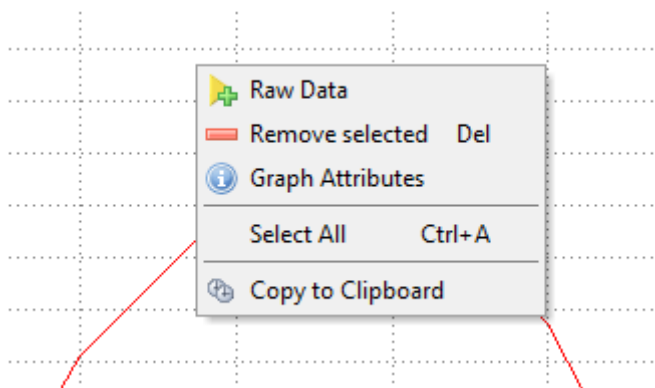 Raw Data
Remove selected Del
Graph Attributes
Select All Ctrl+A
Copy to Clipboard